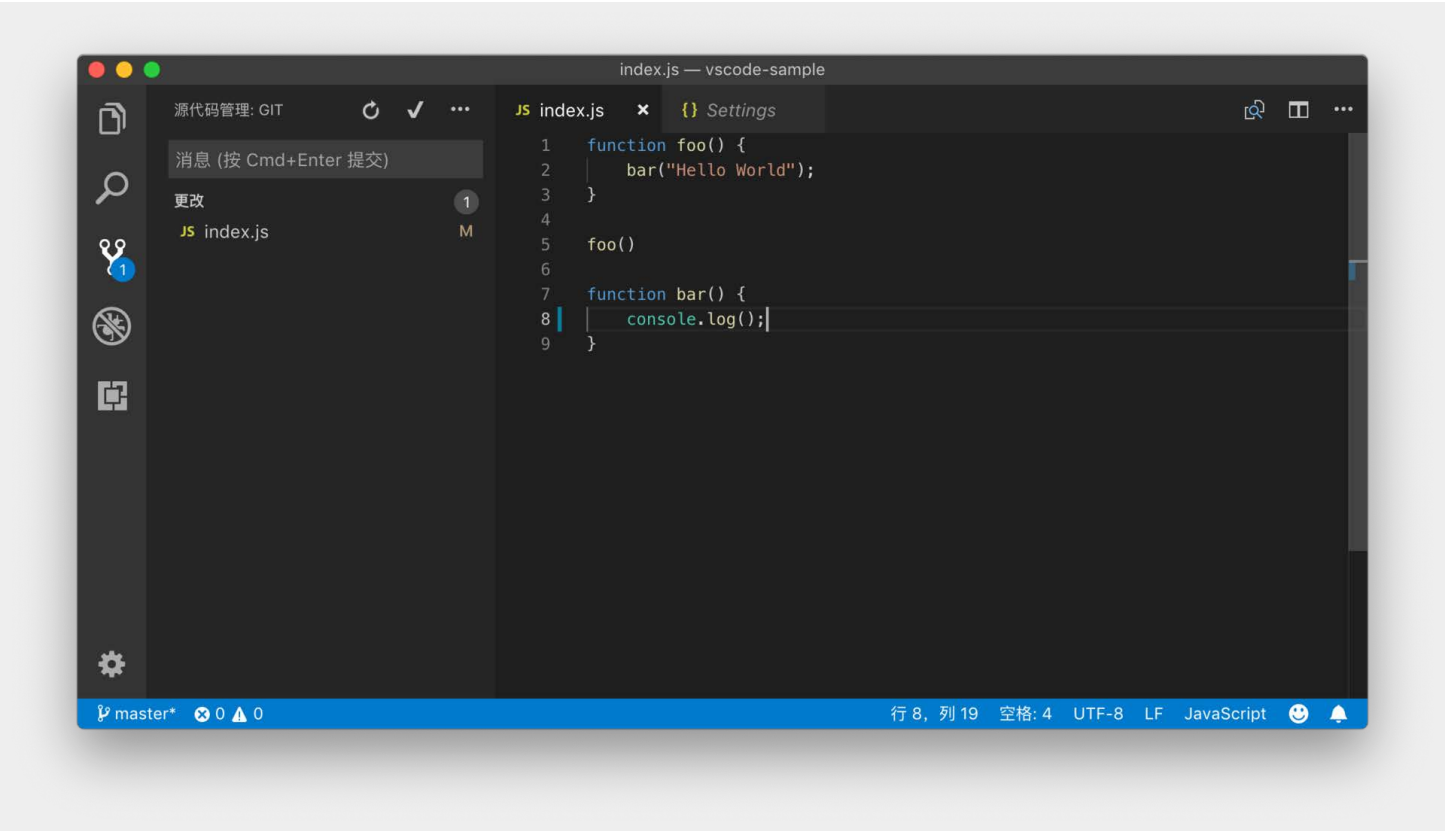 index.js — vscode-sample
源代码管理: GIT
消息 (按 Cmd+Enter 提交)
更改 1
JS index.js M
1
JS index.js {} Settings
1 function foo() {
2     bar("Hello World");
3 }
4
5 foo()
6
7 function bar() {
8     console.log();
9 }
master* 0 0 行 8，列 19 空格: 4 UTF-8 LF JavaScript